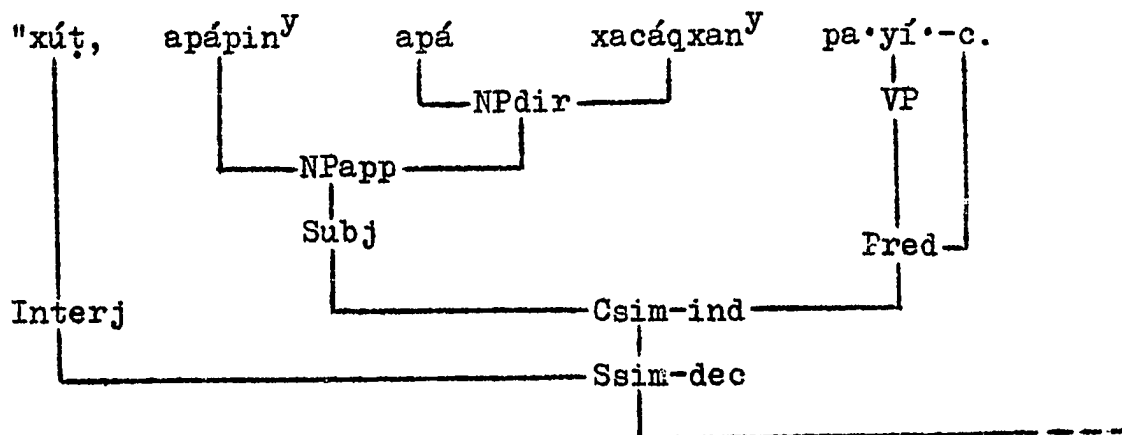 "xúṭ, apápinʸ apá xacáqxanʸ pa·yí·-c.
NPdir VP
NPapp
Subj Pred
Interj Csim-ind
Ssim-dec